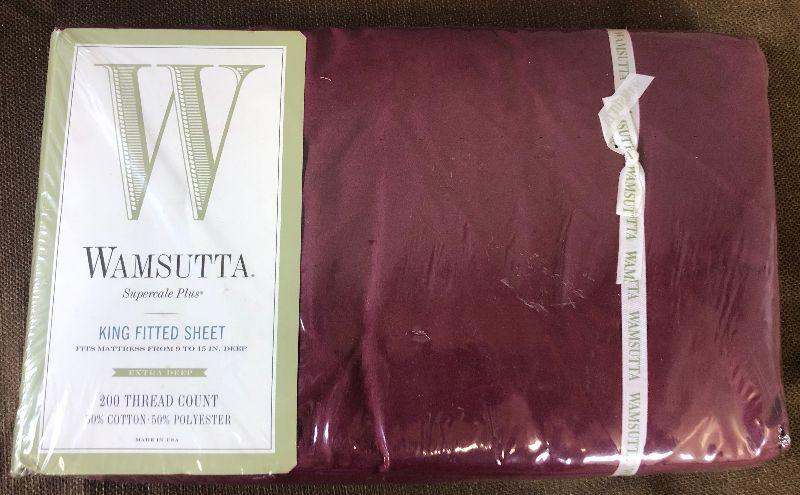 W
WAMSUTTA®
Supercale Plus®
KING FITTED SHEET
FITS MATTRESS FROM 9 TO 15 IN. DEEP
EXTRA DEEP
200 THREAD COUNT
50% COTTON · 50% POLYESTER
MADE IN USA
WAMSUTTA
WAMSUTTA
WAMSUTTA
WAMSUTTA